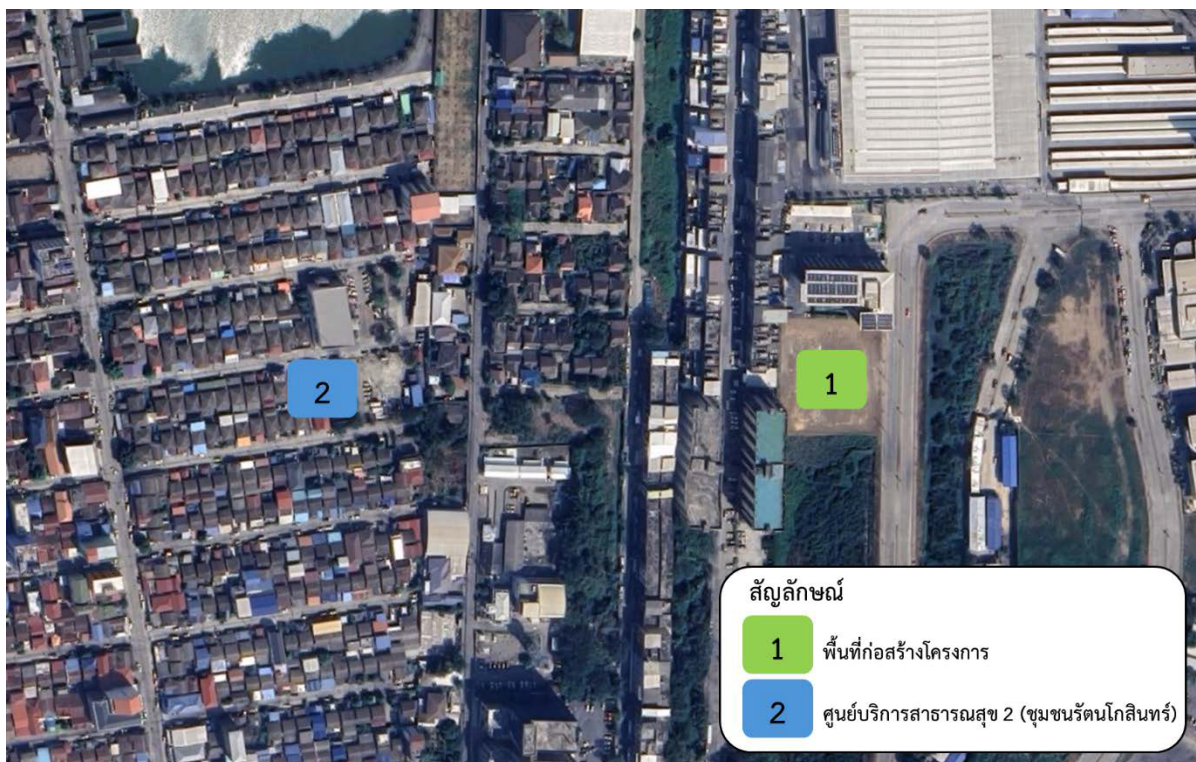 2
1
สัญลักษณ์
1 พื้นที่ก่อสร้างโครงการ
2 ศูนย์บริการสาธารณสุข 2 (ชุมชนรัตนโกสินทร์)